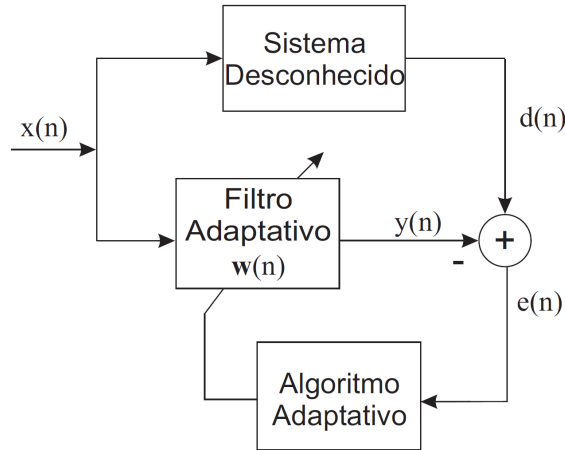 Sistema
Desconhecido
x(n)
d(n)
Filtro
Adaptativo
w(n)
y(n)
+
-
e(n)
Algoritmo
Adaptativo